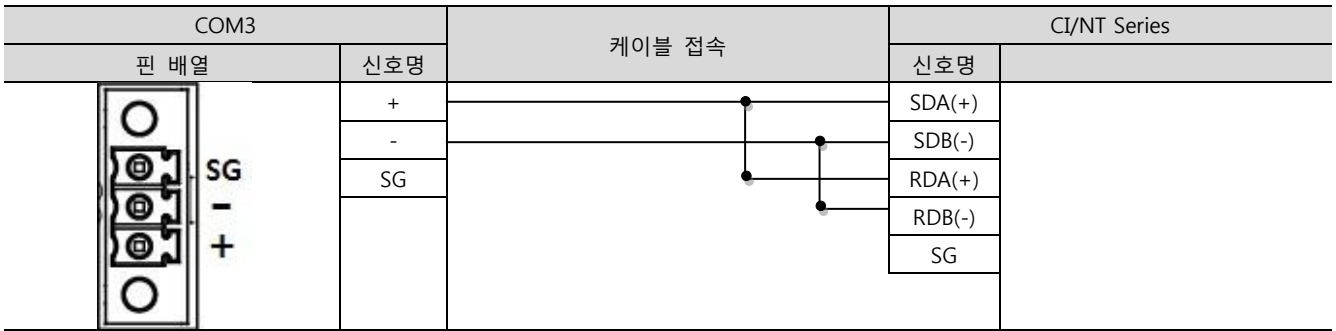 COM3 케이블 접속 CI/NT Series
핀 배열 신호명 신호명
SG
-
+
+
-
SG
SDA(+)
SDB(-)
RDA(+)
RDB(-)
SG